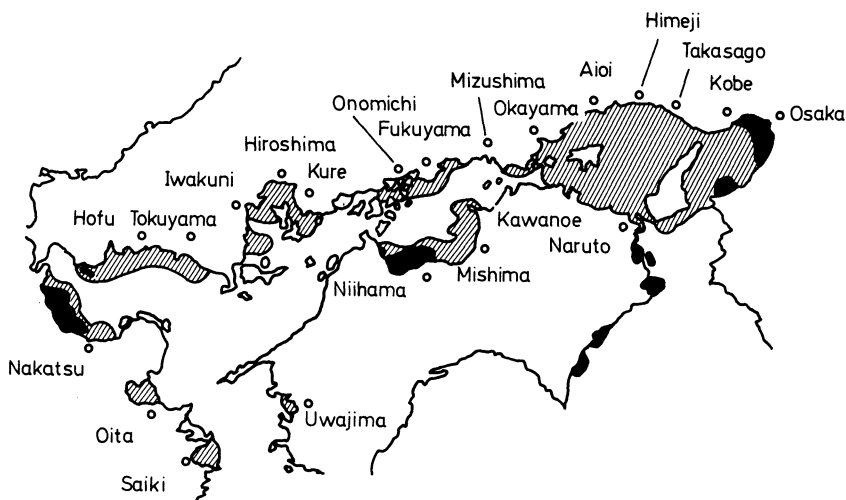 Himeji
Takasago
Aioi
Kobe
Mizushima
Okayama
Osaka
Onomichi
Fukuyama
Hiroshima
Kure
Iwakuni
Hofu
Tokuyama
Kawanoe
Naruto
Mishima
Niihama
Nakatsu
Uwajima
Oita
Saiki